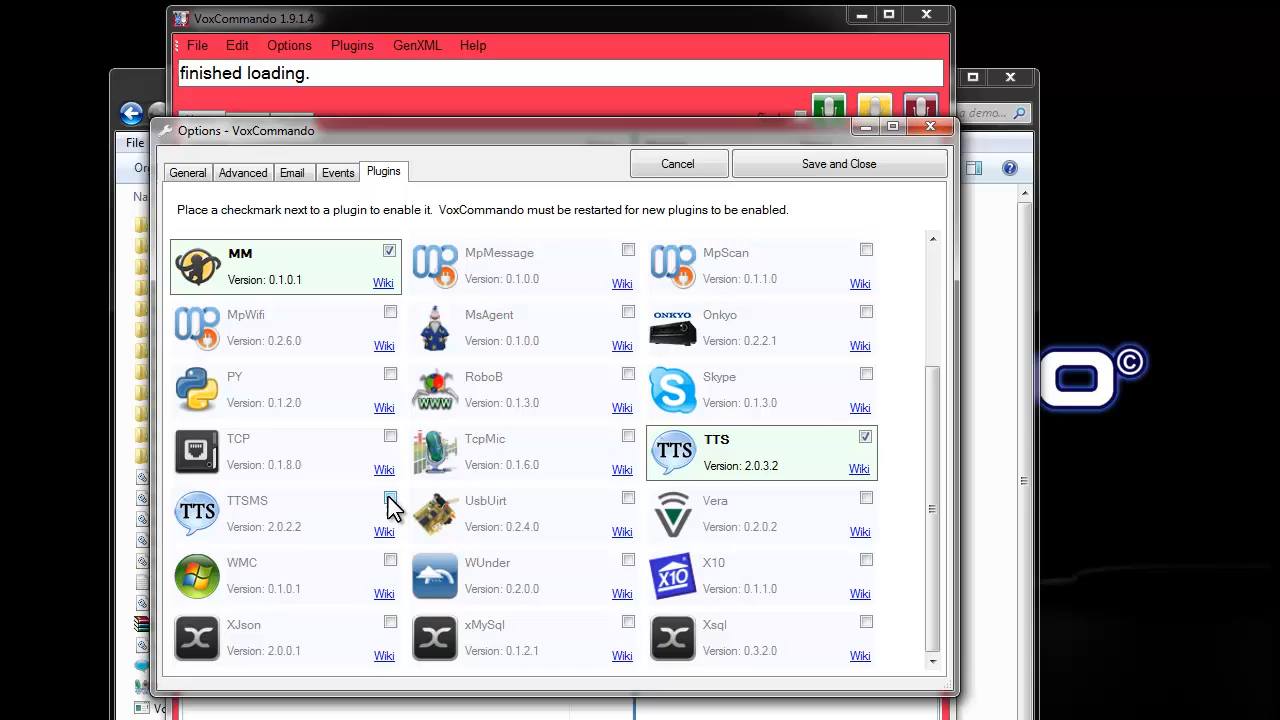 VoxCommando 1.9.1.4
File Edit Options Plugins GenXML Help
finished loading.
a demo...
Options - VoxCommando
File
Cancel Save and Close
General Advanced Email Events Plugins
Place a checkmark next to a plugin to enable it. VoxCommando must be restarted for new plugins to be enabled.
MM MpMessage MpScan
Version: 0.1.0.1 Wiki Version: 0.1.0.0 Wiki Version: 0.1.1.0 Wiki
MpWifi MsAgent ONKYO Onkyo
Version: 0.2.6.0 Wiki Version: 0.1.0.0 Wiki Version: 0.2.2.1 Wiki
PY RoboB Skype
WWW
Version: 0.1.2.0 Wiki Version: 0.1.3.0 Wiki Version: 0.1.3.0 Wiki
TCP TcpMic TTS TTS
Version: 0.1.8.0 Wiki Version: 0.1.6.0 Wiki Version: 2.0.3.2 Wiki
TTS TTSMS UsbUirt Vera
Version: 2.0.2.2 Wiki Version: 0.2.4.0 Wiki Version: 0.2.0.2 Wiki
WMC WUnder X10 X10
Version: 0.1.0.1 Wiki Version: 0.2.0.0 Wiki Version: 0.1.1.0 Wiki
XJson xMySql Xsql
Version: 2.0.0.1 Wiki Version: 0.1.2.1 Wiki Version: 0.3.2.0 Wiki